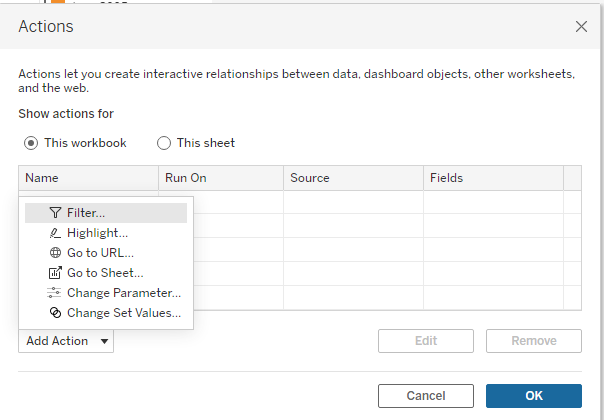 Actions
Actions let you create interactive relationships between data, dashboard objects, other worksheets,
and the web.
Show actions for
This workbook
This sheet
Name Run On Source Fields
Filter...
Highlight...
Go to URL...
Go to Sheet...
Change Parameter...
Change Set Values...
Add Action Edit Remove
Cancel OK